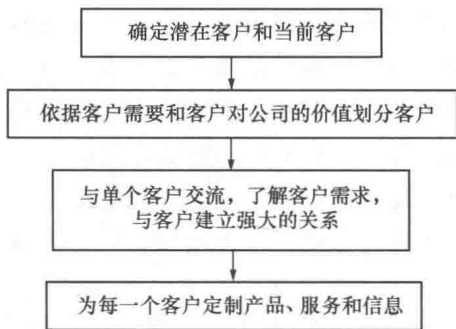 确定潜在客户和当前客户
依据客户需要和客户对公司的价值划分客户
与单个客户交流，了解客户需求，
与客户建立强大的关系
为每一个客户定制产品、服务和信息